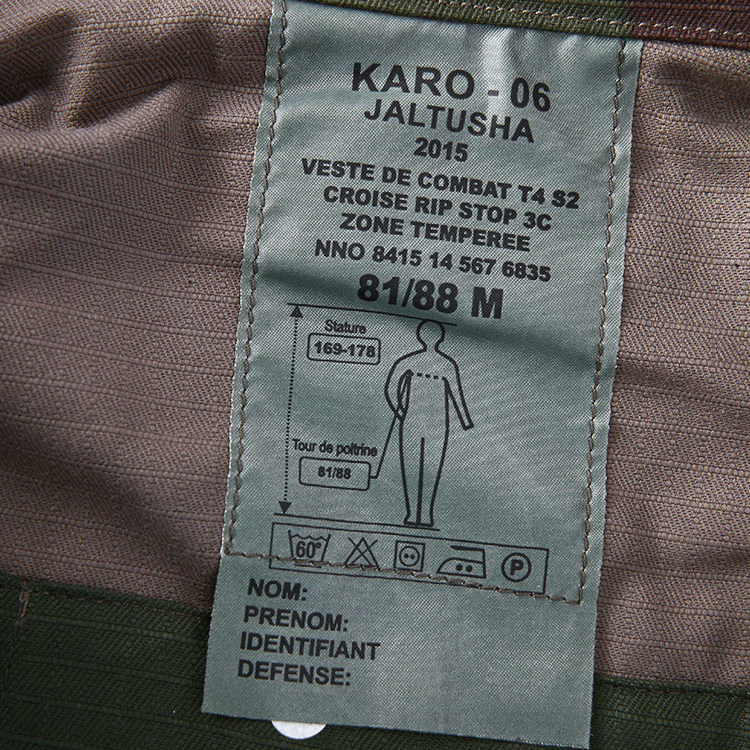 KARO - 06
JALTUSHA
2015
VESTE DE COMBAT T4 S2
CROISE RIP STOP 3C
ZONE TEMPEREE
NNO 8415 14 567 6835
81/88 M
Stature
169-178
Tour de poitrine
81/88
60°
P
NOM:
PRENOM:
IDENTIFIANT
DEFENSE: